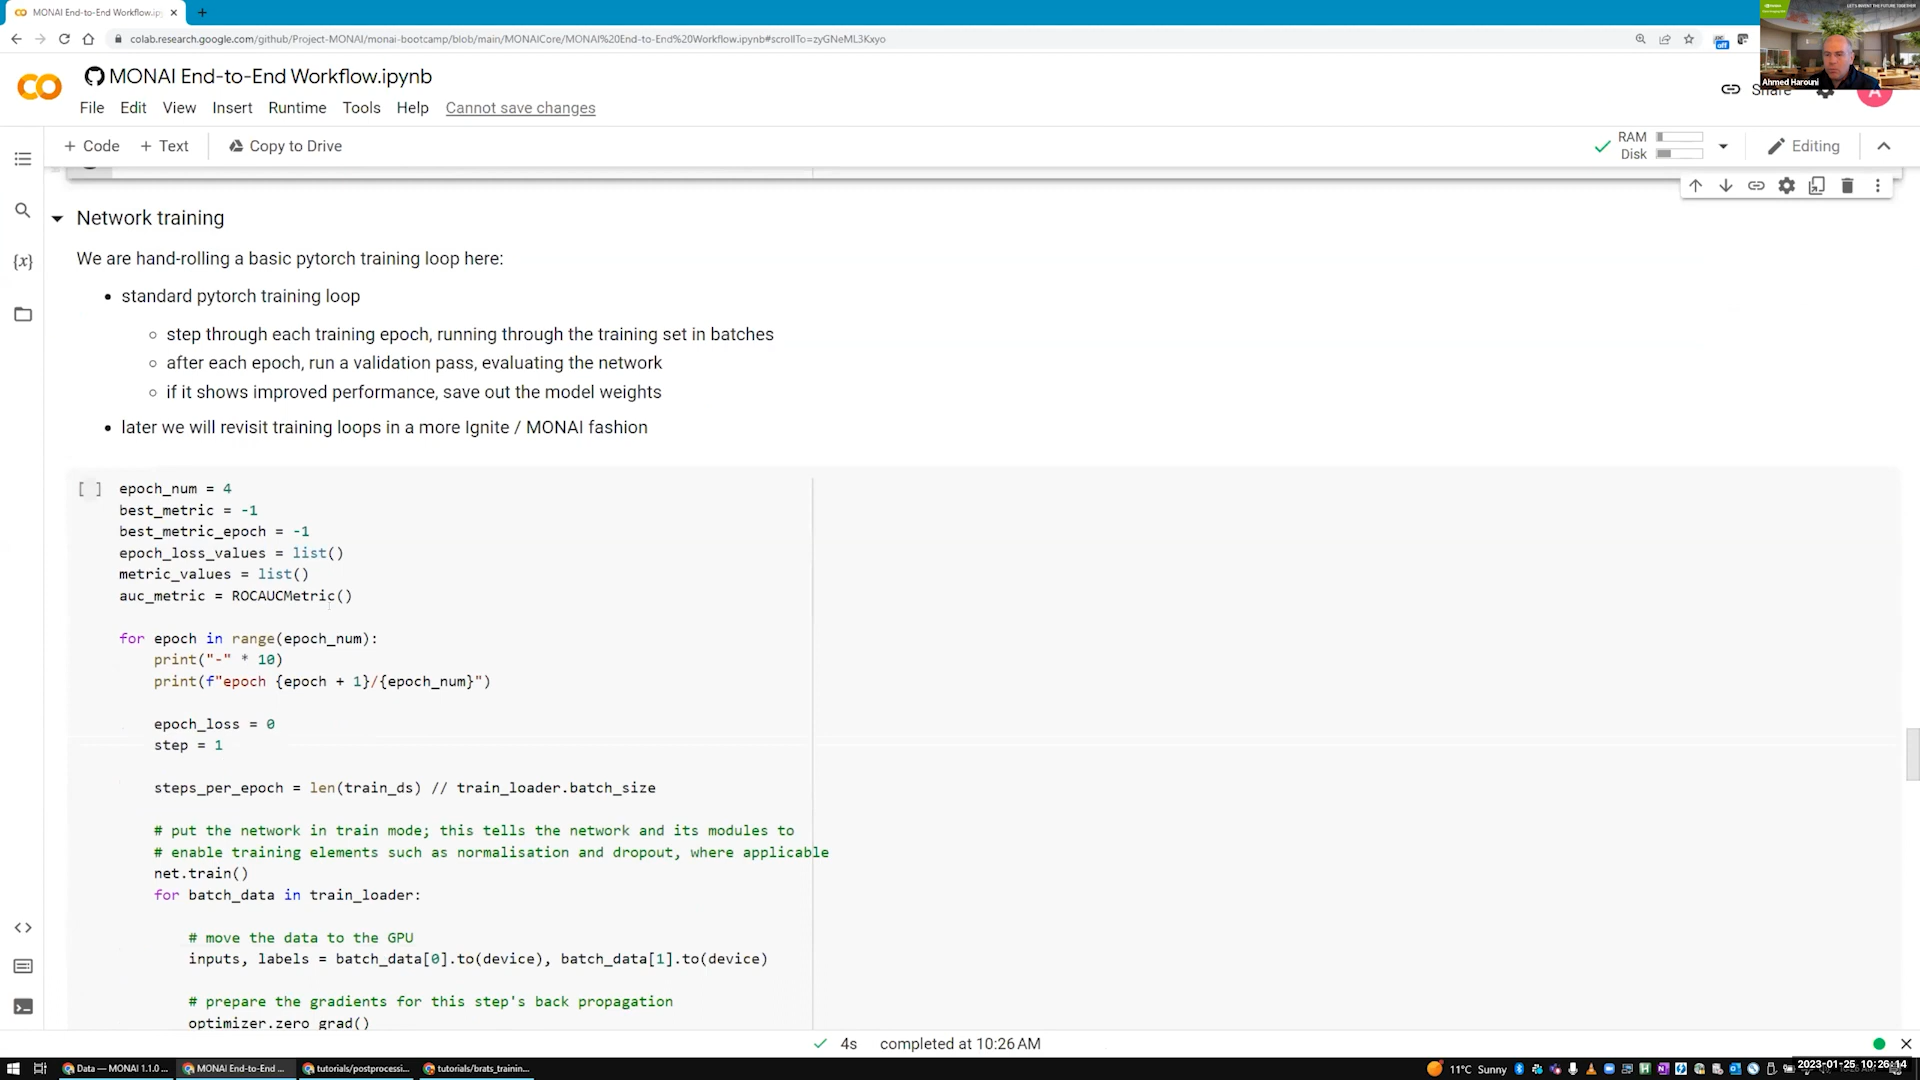 MONAI End-to-End Workflow.ip
colab.research.google.com/github/Project-MONAI/monai-bootcamp/blob/main/MONAICore/MONAI%20End-to-End%20Workflow.ipynb#scrollTo=zyGNeML3Kxyo
LET'S INVENT THE FUTURE TOGETHER
Ahmed Harouni
MONAI End-to-End Workflow.ipynb
Share
A
File Edit View Insert Runtime Tools Help Cannot save changes
+ Code + Text Copy to Drive
RAM
Disk
Editing
Network training
We are hand-rolling a basic pytorch training loop here:
• standard pytorch training loop
◦ step through each training epoch, running through the training set in batches
◦ after each epoch, run a validation pass, evaluating the network
◦ if it shows improved performance, save out the model weights
• later we will revisit training loops in a more Ignite / MONAI fashion
[ ] epoch_num = 4
best_metric = -1
best_metric_epoch = -1
epoch_loss_values = list()
metric_values = list()
auc_metric = ROCAUCMetric()
for epoch in range(epoch_num):
print("-" * 10)
print(f"epoch {epoch + 1}/{epoch_num}")
epoch_loss = 0
step = 1
steps_per_epoch = len(train_ds) // train_loader.batch_size
# put the network in train mode; this tells the network and its modules to
# enable training elements such as normalisation and dropout, where applicable
net.train()
for batch_data in train_loader:
# move the data to the GPU
inputs, labels = batch_data[0].to(device), batch_data[1].to(device)
# prepare the gradients for this step's back propagation
optimizer.zero_grad()
4s completed at 10:26 AM
Data — MONAI 1.1.0 ... MONAI End-to-End ... tutorials/postprocessi... tutorials/brats_trainin...
11°C Sunny
2023-01-25 10:26:14